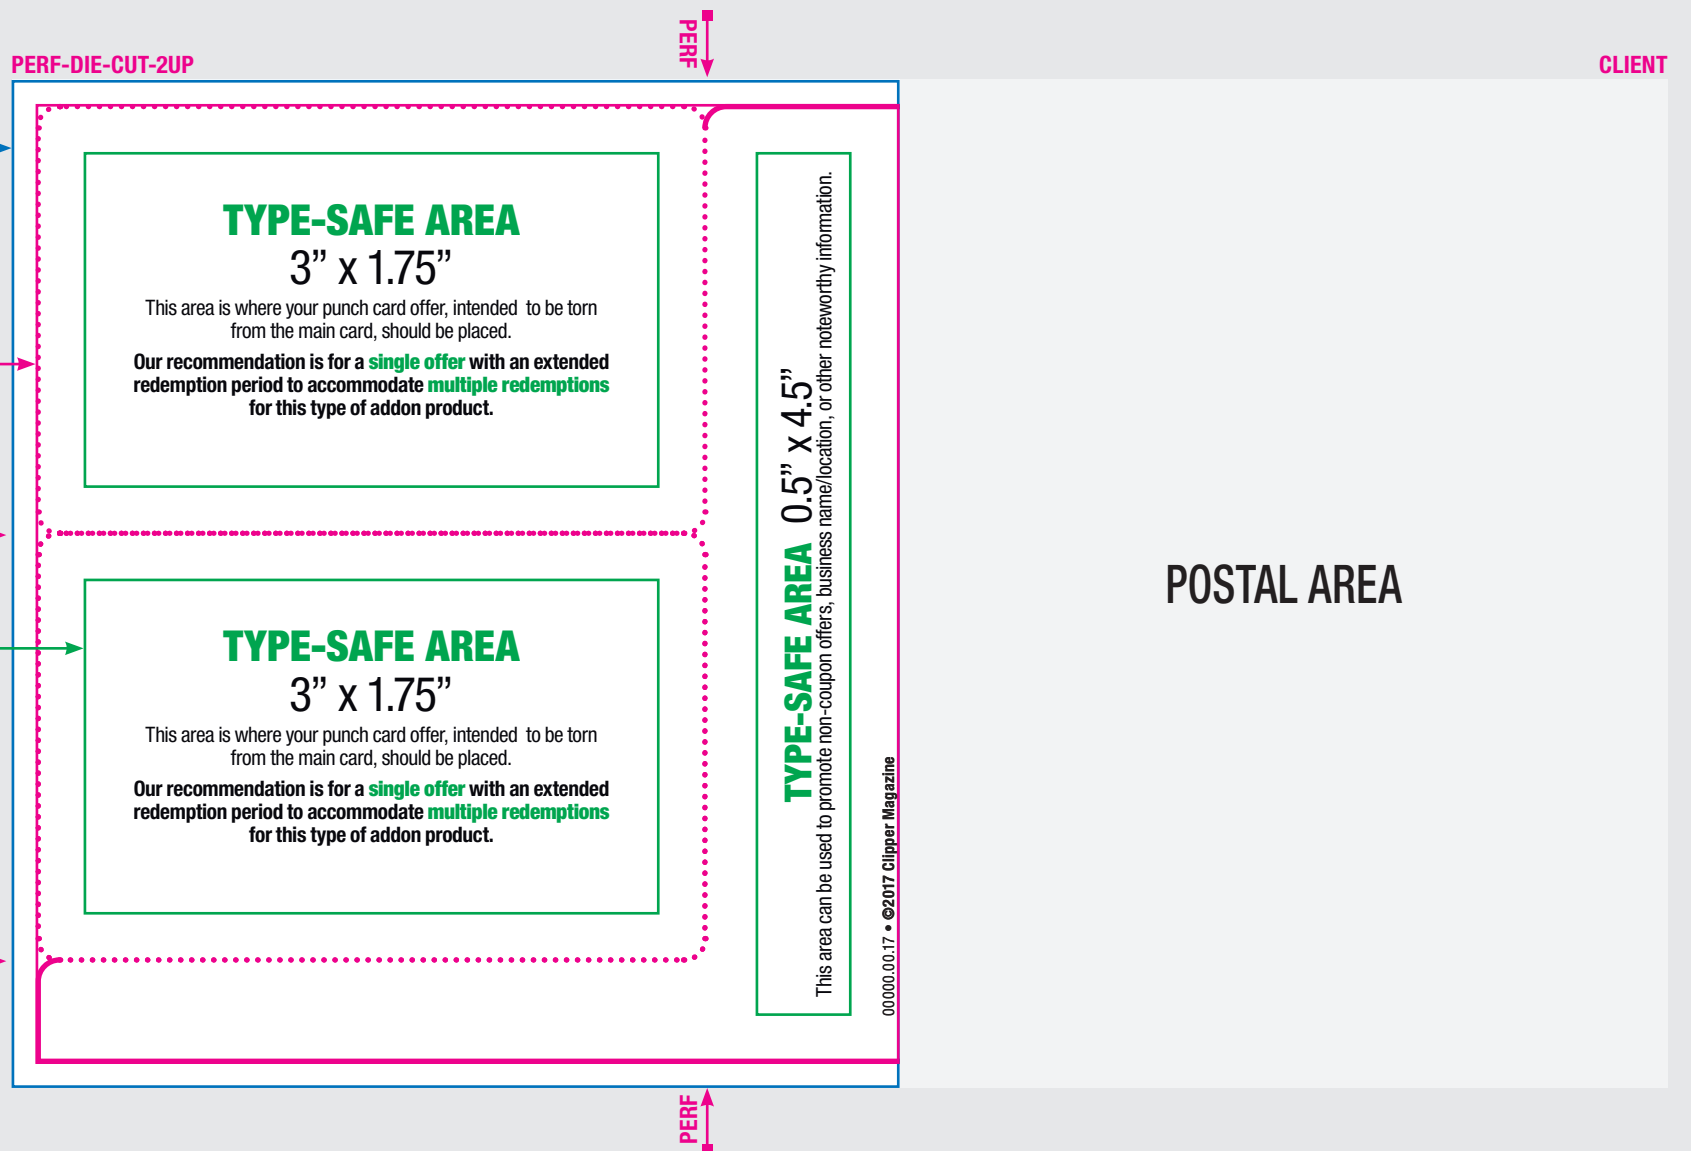 PERF
PERF-DIE-CUT-2UP
CLIENT
TYPE-SAFE AREA
3” x 1.75”
This area is where your punch card offer, intended to be torn
from the main card, should be placed.
Our recommendation is for a single offer with an extended
redemption period to accommodate multiple redemptions
for this type of addon product.
TYPE-SAFE AREA
3” x 1.75”
This area is where your punch card offer, intended to be torn
from the main card, should be placed.
Our recommendation is for a single offer with an extended
redemption period to accommodate multiple redemptions
for this type of addon product.
TYPE-SAFE AREA 0.5” x 4.5”
This area can be used to promote non-coupon offers, business name/location, or other noteworthy information.
00000.00.17 • ©2017 Clipper Magazine
POSTAL AREA
PERF